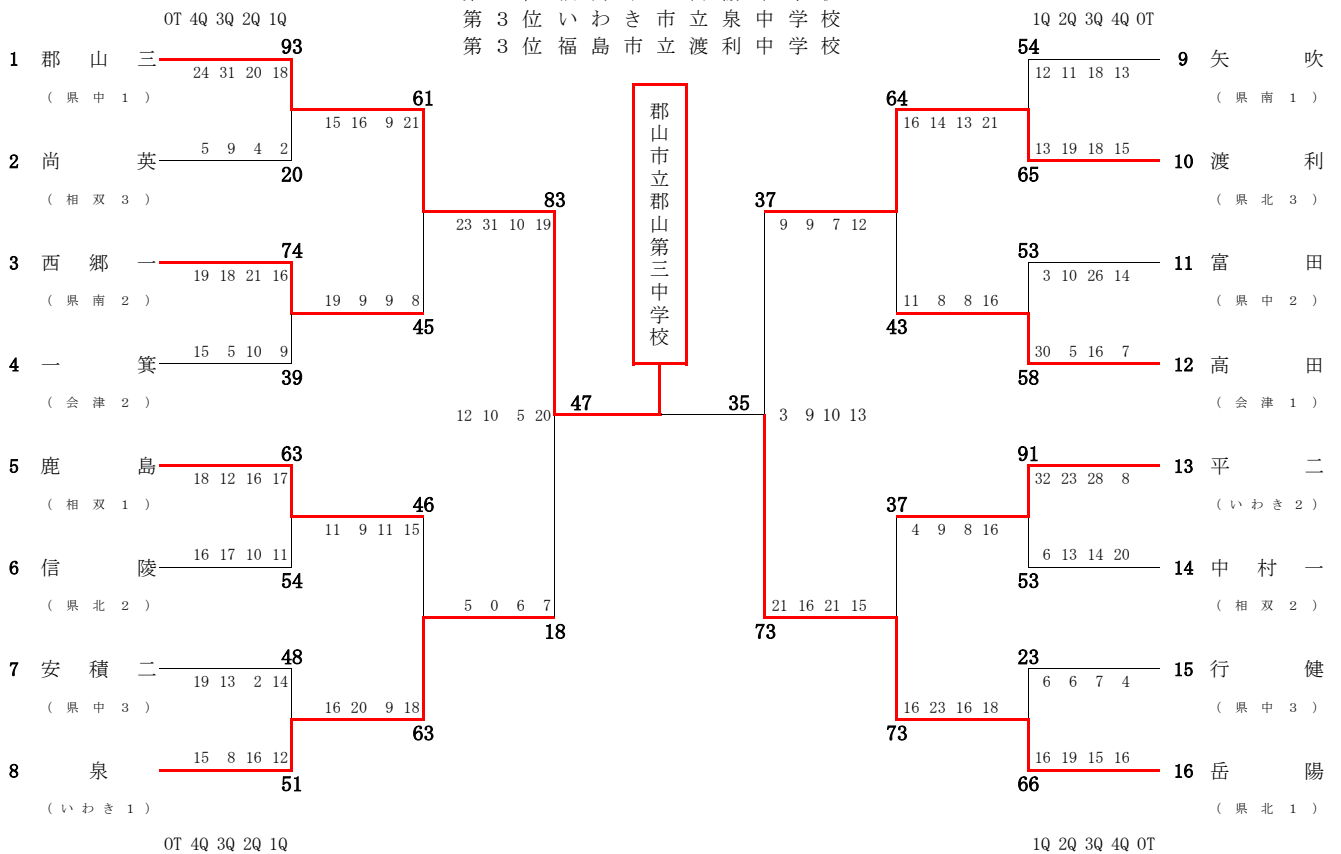 第 3 位 い わ き 市 立 泉 中 学 校
第 3 位 福 島 市 立 渡 利 中 学 校
OT 4Q 3Q 2Q 1Q
1Q 2Q 3Q 4Q OT
郡山市立郡山第三中学校
1 郡 山 三
( 県 中 1 )
93
24 31 20 18
2 尚 英
( 相 双 3 )
5 9 4 2
20
61
15 16 9 21
3 西 郷 一
( 県 南 2 )
74
19 18 21 16
4 一 箕
( 会 津 2 )
15 5 10 9
39
19 9 9 8
45
83
23 31 10 19
5 鹿 島
( 相 双 1 )
63
18 12 16 17
6 信 陵
( 県 北 2 )
16 17 10 11
54
46
11 9 11 15
7 安 積 二
( 県 中 3 )
48
19 13 2 14
8 泉
( い わ き 1 )
15 8 16 12
51
16 20 9 18
63
5 0 6 7
18
12 10 5 20
47
35
3 9 10 13
9 矢 吹
( 県 南 1 )
54
12 11 18 13
10 渡 利
( 県 北 3 )
13 19 18 15
65
64
16 14 13 21
11 富 田
( 県 中 2 )
53
3 10 26 14
12 高 田
( 会 津 1 )
30 5 16 7
58
11 8 8 16
43
37
9 9 7 12
13 平 二
( い わ き 2 )
91
32 23 28 8
14 中 村 一
( 相 双 2 )
6 13 14 20
53
37
4 9 8 16
15 行 健
( 県 中 3 )
23
6 6 7 4
16 岳 陽
( 県 北 1 )
16 19 15 16
66
16 23 16 18
73
21 16 21 15
73
OT 4Q 3Q 2Q 1Q
1Q 2Q 3Q 4Q OT